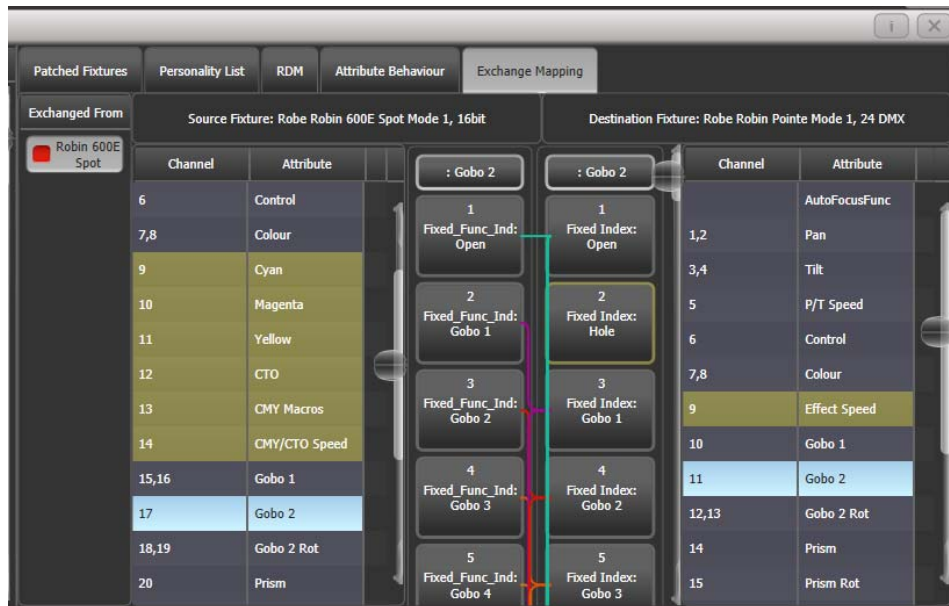 Patched Fixtures Personality List RDM Attribute Behaviour Exchange Mapping
Exchanged From
Robin 600E
Spot
Source Fixture: Robe Robin 600E Spot Mode 1, 16bit
Channel Attribute
6 Control
7,8 Colour
9 Cyan
10 Magenta
11 Yellow
12 CTO
13 CMY Macros
14 CMY/CTO Speed
15,16 Gobo 1
17 Gobo 2
18,19 Gobo 2 Rot
20 Prism
: Gobo 2
1
Fixed_Func_Ind:
Open
2
Fixed_Func_Ind:
Gobo 1
3
Fixed_Func_Ind:
Gobo 2
4
Fixed_Func_Ind:
Gobo 3
5
Fixed_Func_Ind:
Gobo 4
Destination Fixture: Robe Robin Pointe Mode 1, 24 DMX
: Gobo 2
1
Fixed Index:
Open
2
Fixed Index:
Hole
3
Fixed Index:
Gobo 1
4
Fixed Index:
Gobo 2
5
Fixed Index:
Gobo 3
Channel Attribute
AutoFocusFunc
1,2 Pan
3,4 Tilt
5 P/T Speed
6 Control
7,8 Colour
9 Effect Speed
10 Gobo 1
11 Gobo 2
12,13 Gobo 2 Rot
14 Prism
15 Prism Rot